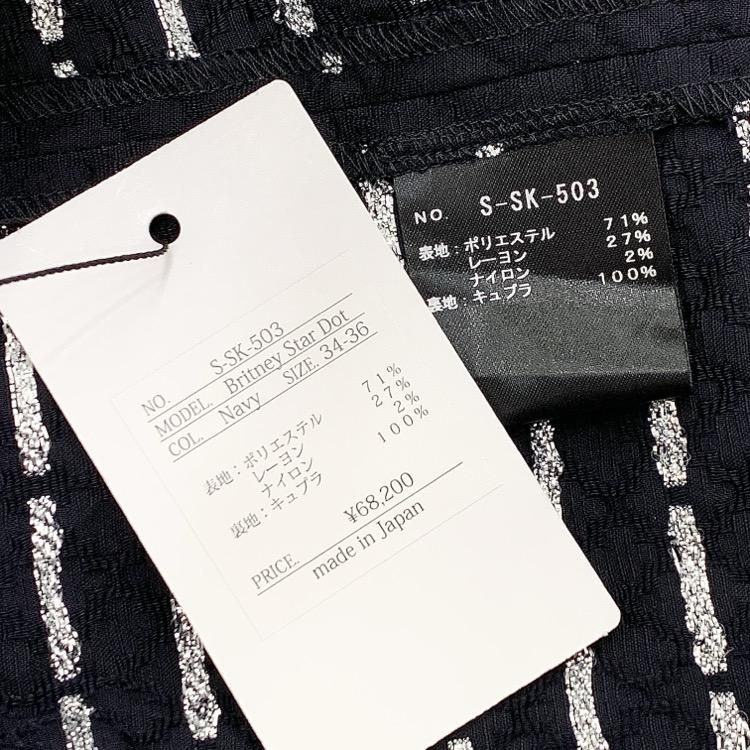 NO. S-SK-503
表地:ポリエステル 71%
レーヨン 27%
ナイロン 2%
裏地:キュプラ 100%
NO. S-SK-503
MODEL. Britney Star Dot
COL. Navy SIZE. 34-36
表地:ポリエステル 71%
レーヨン 27%
ナイロン 2%
裏地:キュプラ 100%
PRICE. ¥68,200
made in Japan